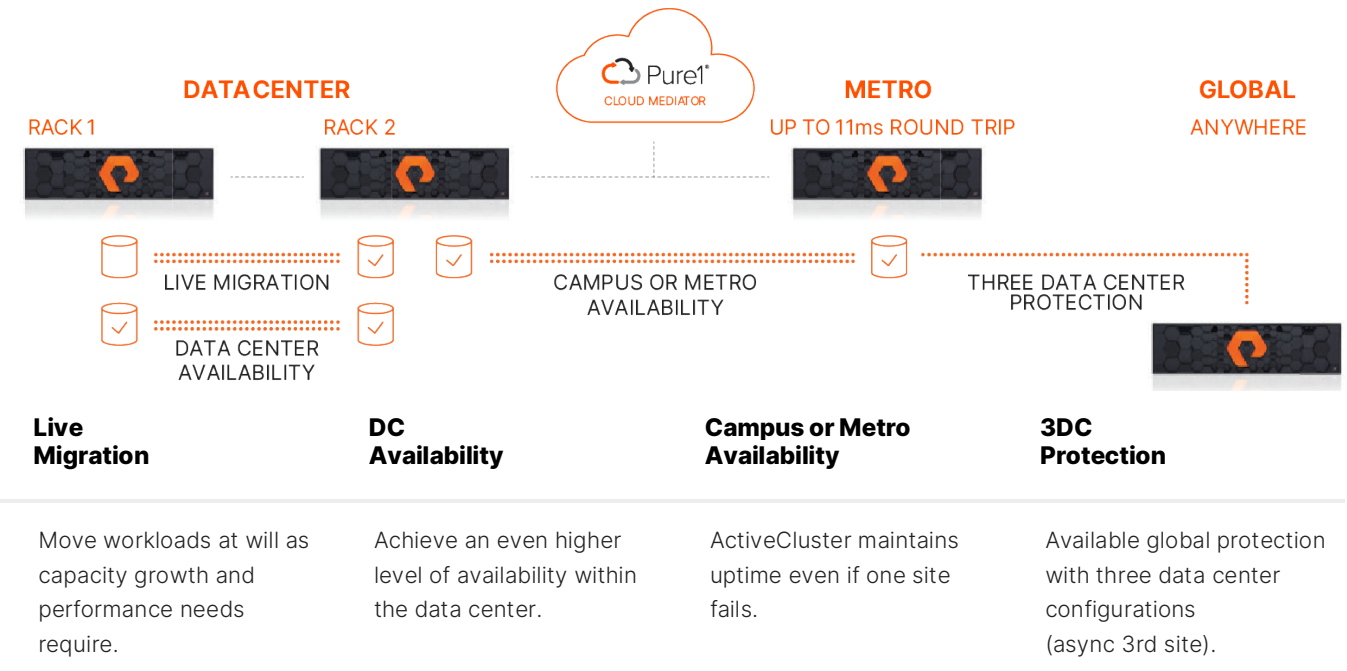 DATACENTER
RACK 1
RACK 2
Pure1®
CLOUD MEDIATOR
METRO
UP TO 11ms ROUND TRIP
GLOBAL
ANYWHERE
LIVE MIGRATION
DATA CENTER
AVAILABILITY
CAMPUS OR METRO
AVAILABILITY
THREE DATA CENTER
PROTECTION
Live
Migration
Move workloads at will as
capacity growth and
performance needs
require.
DC
Availability
Achieve an even higher
level of availability within
the data center.
Campus or Metro
Availability
ActiveCluster maintains
uptime even if one site
fails.
3DC
Protection
Available global protection
with three data center
configurations
(async 3rd site).